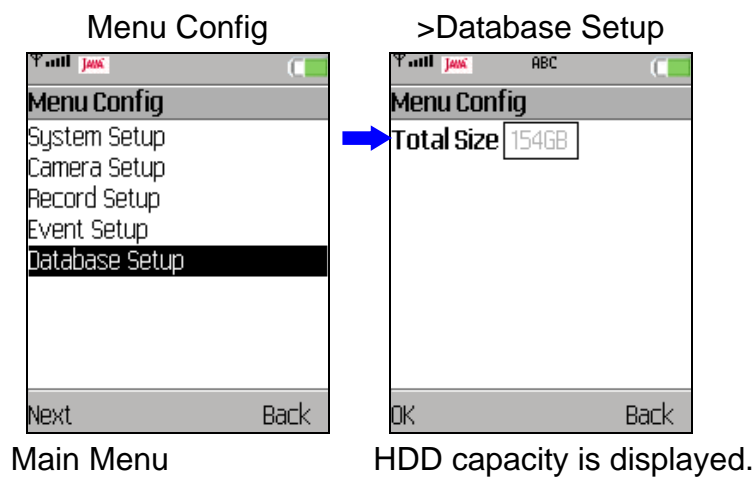 Menu Config
JAVA
Menu Config
System Setup
Camera Setup
Record Setup
Event Setup
Database Setup
Next Back
Main Menu
>Database Setup
JAVA ABC
Menu Config
Total Size 154GB
OK Back
HDD capacity is displayed.